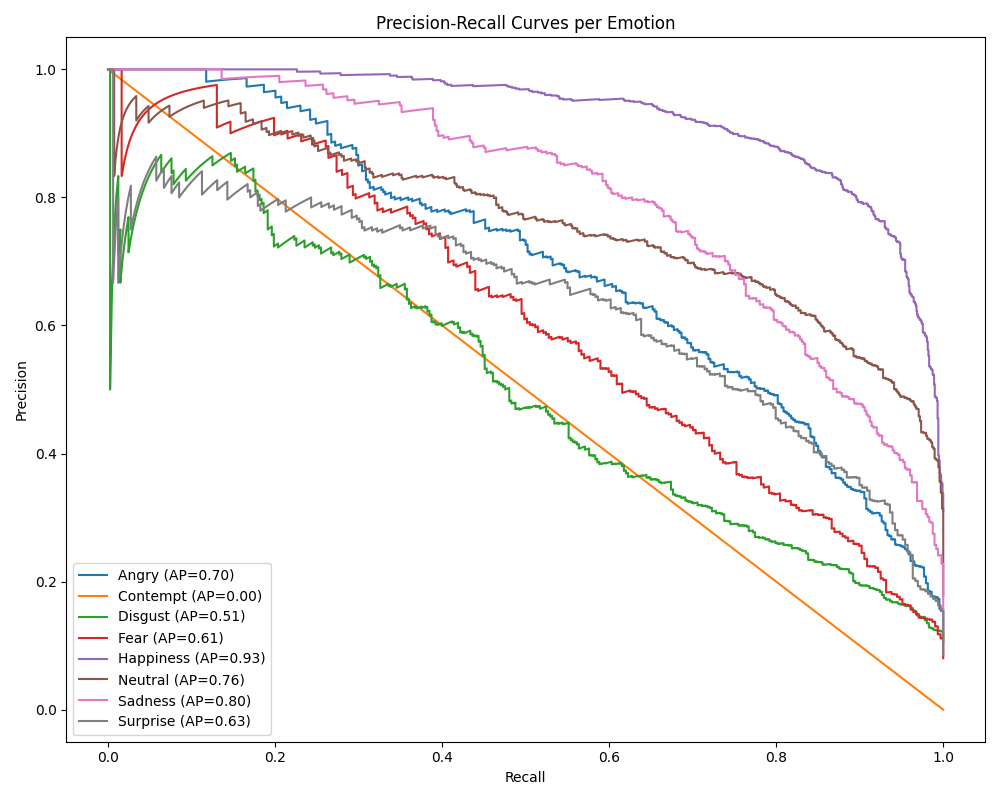 Precision-Recall Curves per Emotion
Precision
1.0
0.8
0.6
0.4
0.2
0.0
Angry (AP=0.70)
Contempt (AP=0.00)
Disgust (AP=0.51)
Fear (AP=0.61)
Happiness (AP=0.93)
Neutral (AP=0.76)
Sadness (AP=0.80)
Surprise (AP=0.63)
0.0 0.2 0.4 0.6 0.8 1.0
Recall